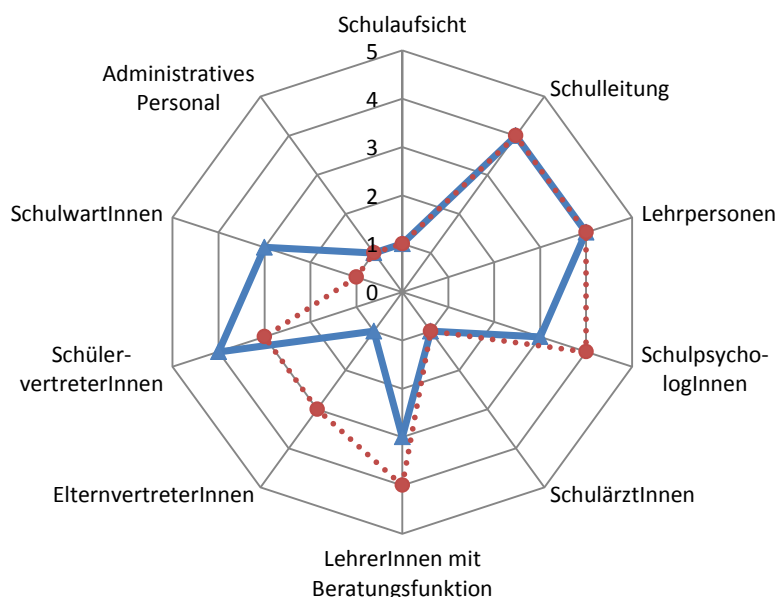 Schulaufsicht
5
Administratives
Personal
Schulleitung
4
3
SchulwartInnen
Lehrpersonen
2
1
0
Schüler-
vertreterInnen
Schulpsycho-
logInnen
ElternvertreterInnen
SchulärztInnen
LehrerInnen mit
Beratungsfunktion